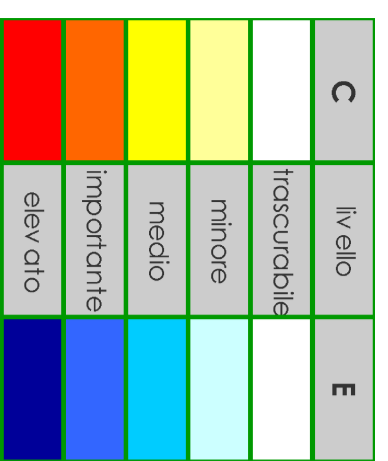 C livello E
trascurabile
minore
medio
importante
elevato